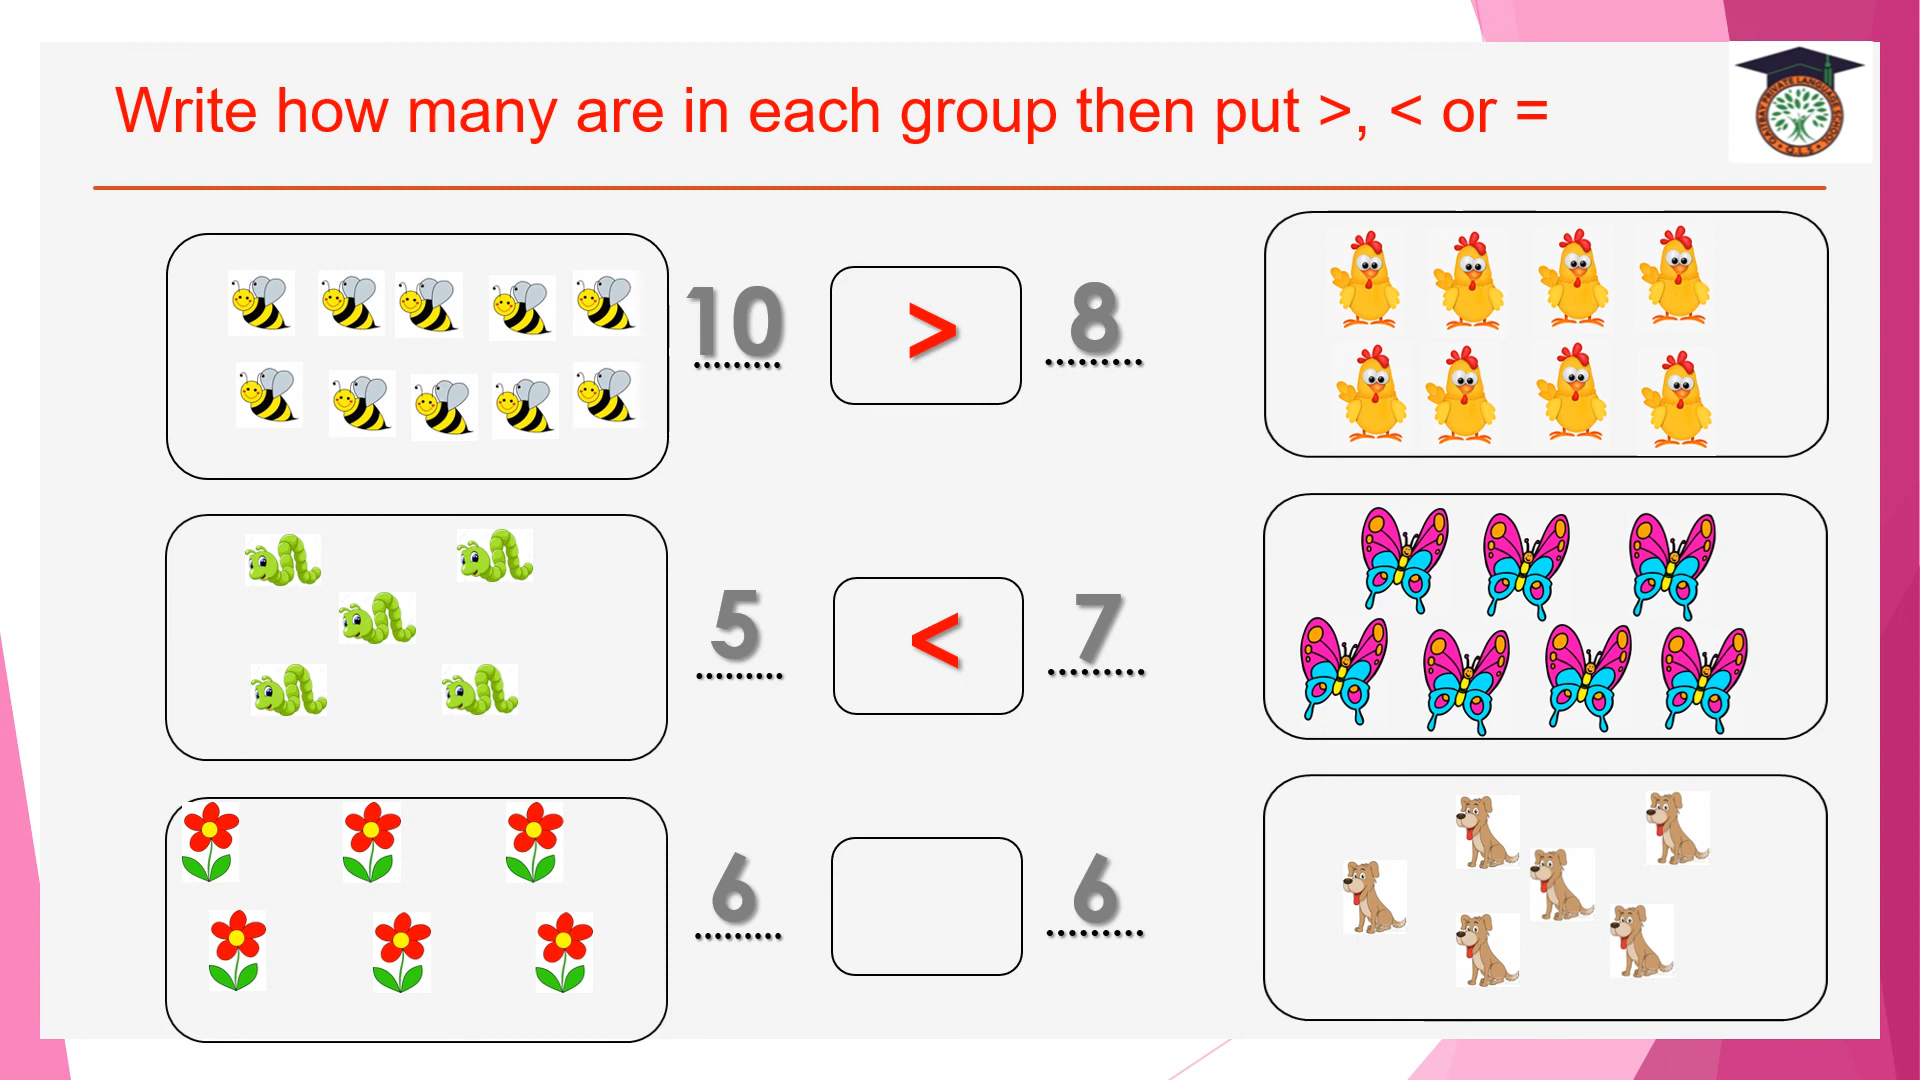 Write how many are in each group then put >, < or =
10 > 8
5 < 7
6 6